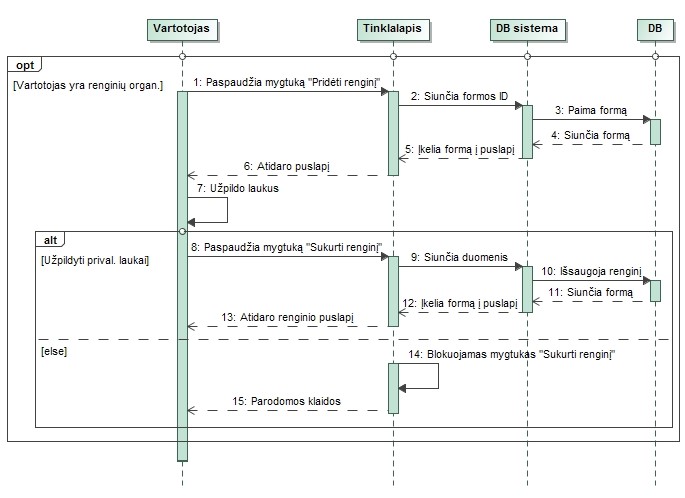 Vartotojas
Tinklalapis
DB sistema
DB
opt
[Vartotojas yra renginių organ.]
1: Paspaudžia mygtuką "Pridėti renginį"
2: Siunčia formos ID
3: Paima formą
4: Siunčia formą
5: Įkelia formą į puslapį
6: Atidaro puslapį
7: Užpildo laukus
alt
[Užpildyti prival. laukai]
8: Paspaudžia mygtuką "Sukurti renginį"
9: Siunčia duomenis
10: Išsaugoja renginį
11: Siunčia formą
12: Įkelia formą į puslapį
13: Atidaro renginio puslapį
[else]
14: Blokuojamas mygtukas "Sukurti renginį"
15: Parodomos klaidos